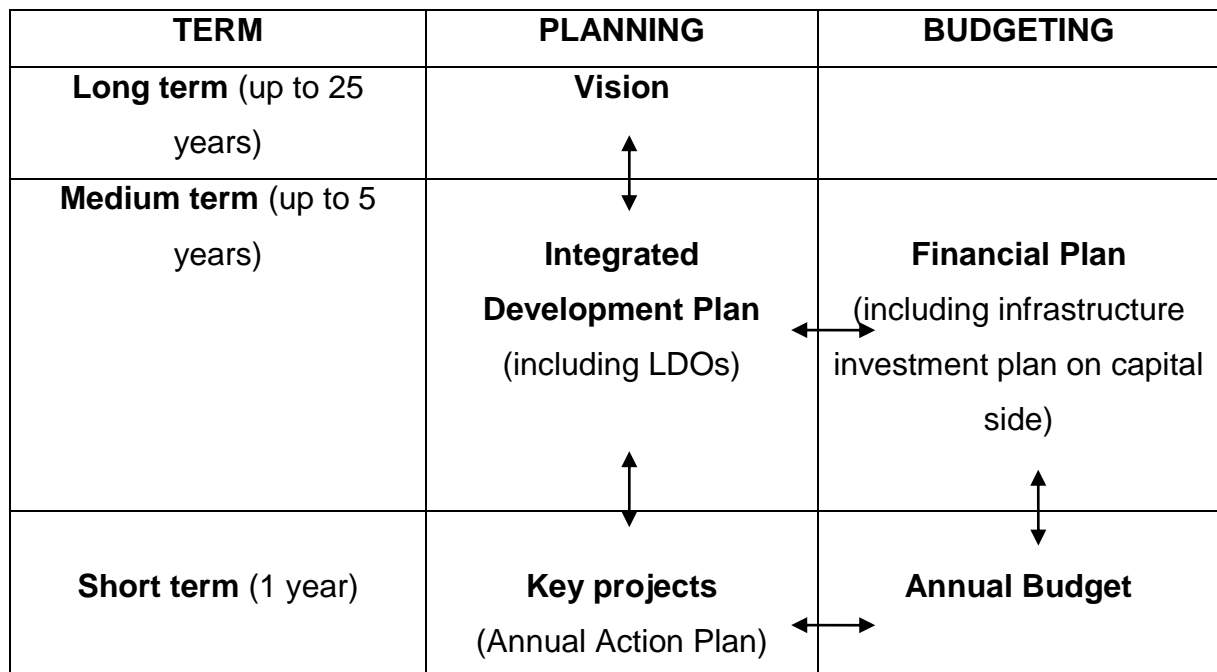 TERM
PLANNING
BUDGETING
Long term (up to 25
years)
Vision
Medium term (up to 5
years)
Integrated
Development Plan
(including LDOs)
Financial Plan
(including infrastructure
investment plan on capital
side)
Short term (1 year)
Key projects
(Annual Action Plan)
Annual Budget